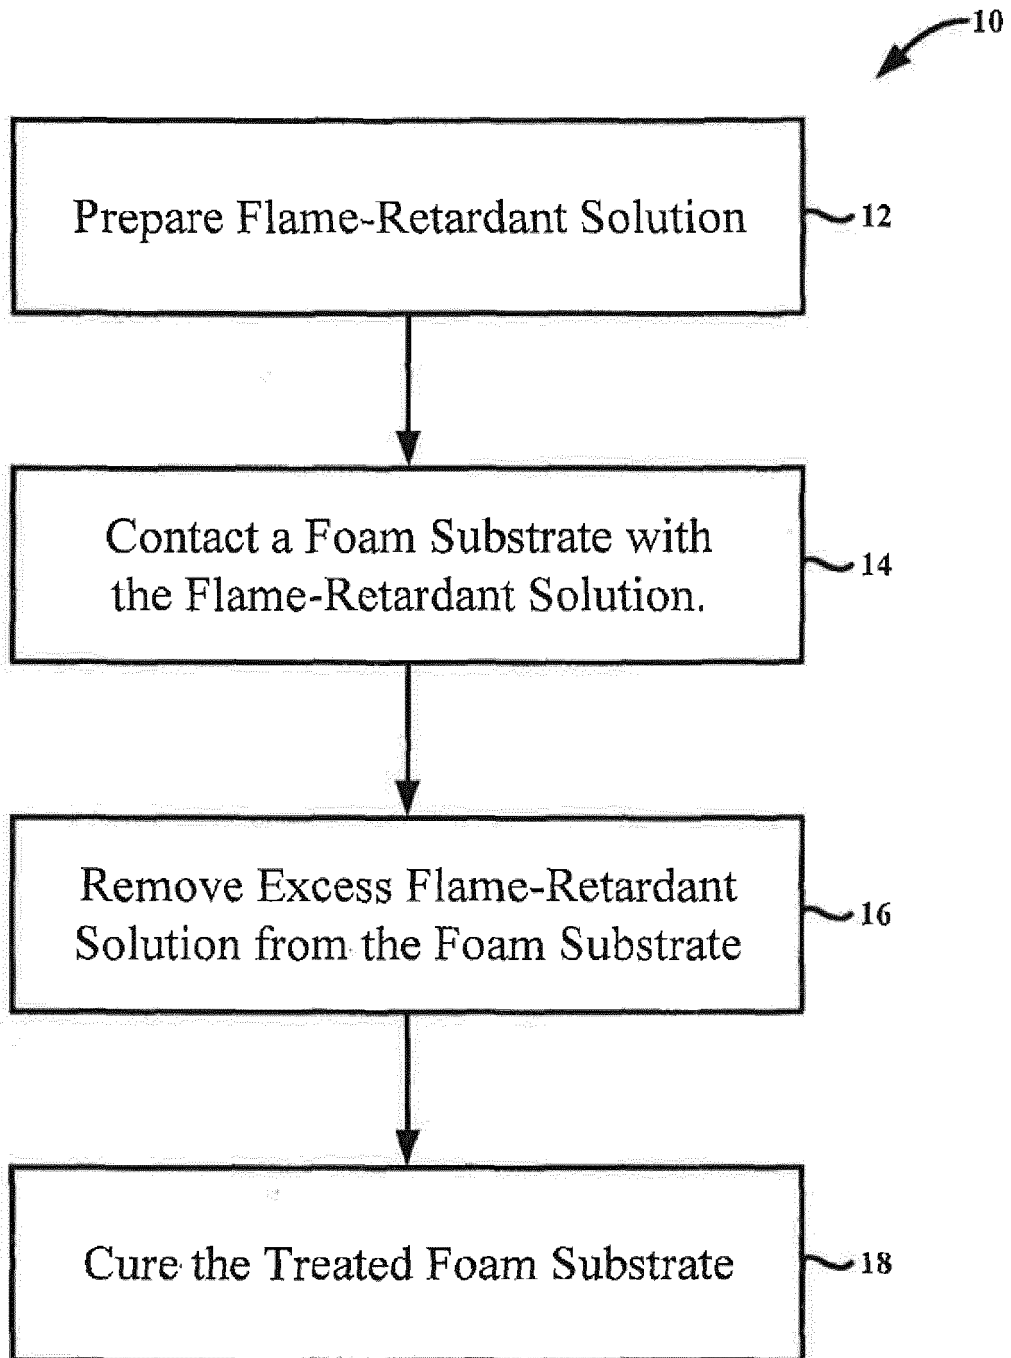 10
Prepare Flame-Retardant Solution
12
Contact a Foam Substrate with
the Flame-Retardant Solution.
14
Remove Excess Flame-Retardant
Solution from the Foam Substrate
16
Cure the Treated Foam Substrate
18